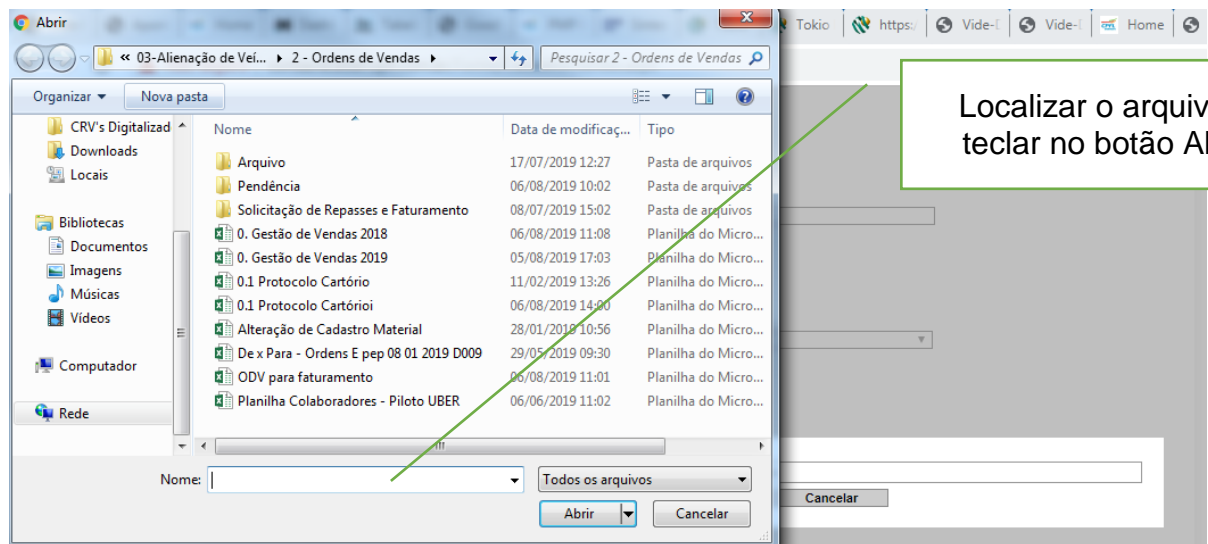 Abrir
Tokio
https:/
Vide-[
Vide-[
Home
« 03-Alienação de Veí... ▸ 2 - Ordens de Vendas ▸
Pesquisar 2 - Ordens de Vendas
Organizar
Nova pasta
Localizar o arquiv
teclar no botão Al
CRV's Digitalizad
Downloads
Locais
Bibliotecas
Documentos
Imagens
Músicas
Vídeos
Computador
Rede
Nome
Data de modificaç...
Tipo
Arquivo 17/07/2019 12:27 Pasta de arquivos
Pendência 06/08/2019 10:02 Pasta de arquivos
Solicitação de Repasses e Faturamento 08/07/2019 15:02 Pasta de arquivos
0. Gestão de Vendas 2018 06/08/2019 11:08 Planilha do Micro...
0. Gestão de Vendas 2019 05/08/2019 17:03 Planilha do Micro...
0.1 Protocolo Cartório 11/02/2019 13:26 Planilha do Micro...
0.1 Protocolo Cartórioi 06/08/2019 14:00 Planilha do Micro...
Alteração de Cadastro Material 28/01/2019 10:56 Planilha do Micro...
De x Para - Ordens E pep 08 01 2019 D009 29/05/2019 09:30 Planilha do Micro...
ODV para faturamento 06/08/2019 11:01 Planilha do Micro...
Planilha Colaboradores - Piloto UBER 06/06/2019 11:02 Planilha do Micro...
Nome:
Todos os arquivos
Abrir
Cancelar
Cancelar